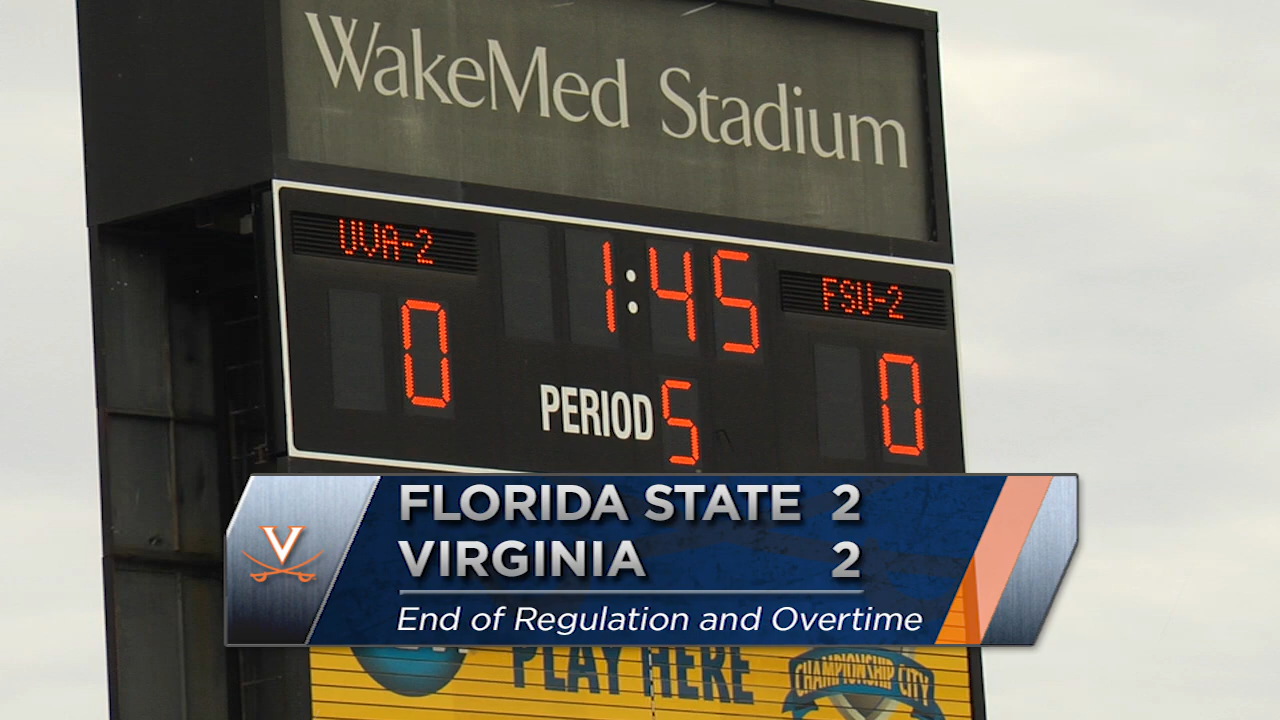 WakeMed Stadium
UVA-2
1:45
FSU-2
0
0
PERIOD 5
FLORIDA STATE 2
VIRGINIA 2
End of Regulation and Overtime
PLAY HERE
CHAMPIONSHIP CITY
V